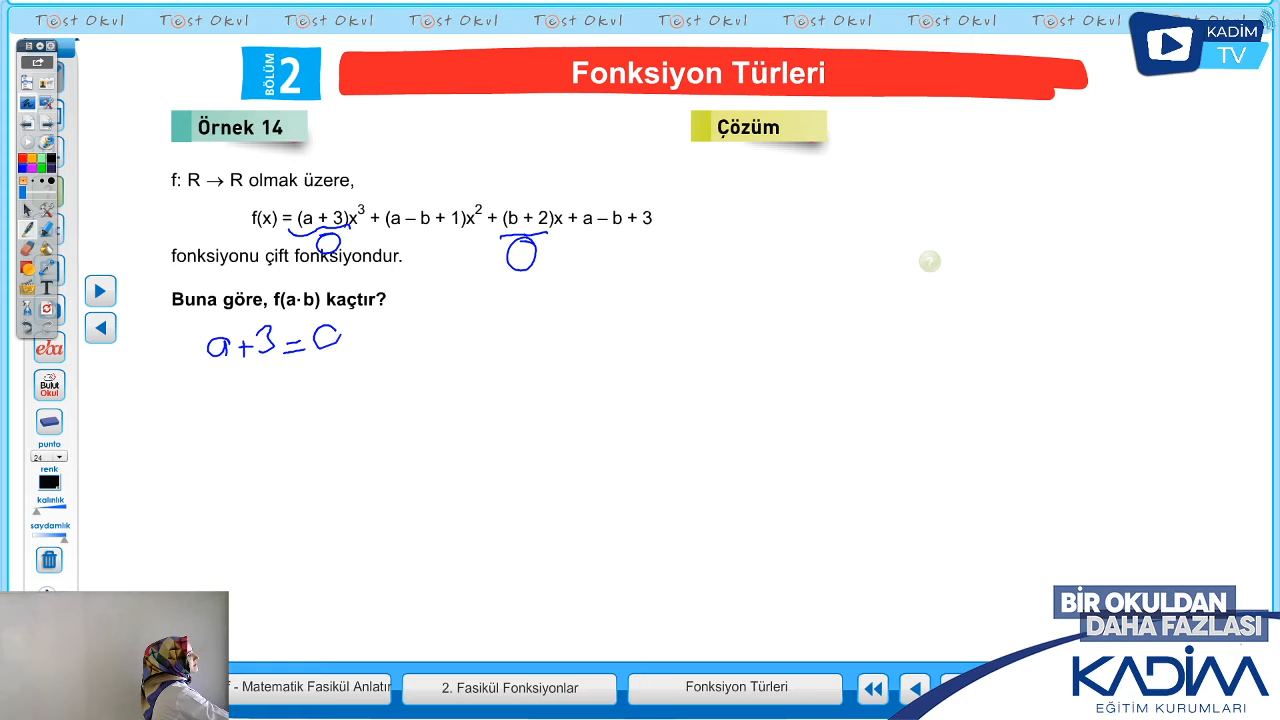 Test Okul Test Okul Test Okul Test Okul Test Okul Test Okul Test Okul Test Okul Test Okul
KADİM
TV
BÖLÜM
2
Fonksiyon Türleri
Örnek 14
Çözüm
f: R → R olmak üzere,
f(x) = (a + 3)x³ + (a – b + 1)x² + (b + 2)x + a – b + 3
0
0
fonksiyonu çift fonksiyondur.
?
Buna göre, f(a·b) kaçtır?
a+3=0
T
eba
Bulut
Okul
punto
24
renk
kalınlık
saydamlık
BİR OKULDAN
DAHA FAZLASI
KADİM
EĞİTİM KURUMLARI
F - Matematik Fasikül Anlatır
2. Fasikül Fonksiyonlar
Fonksiyon Türleri